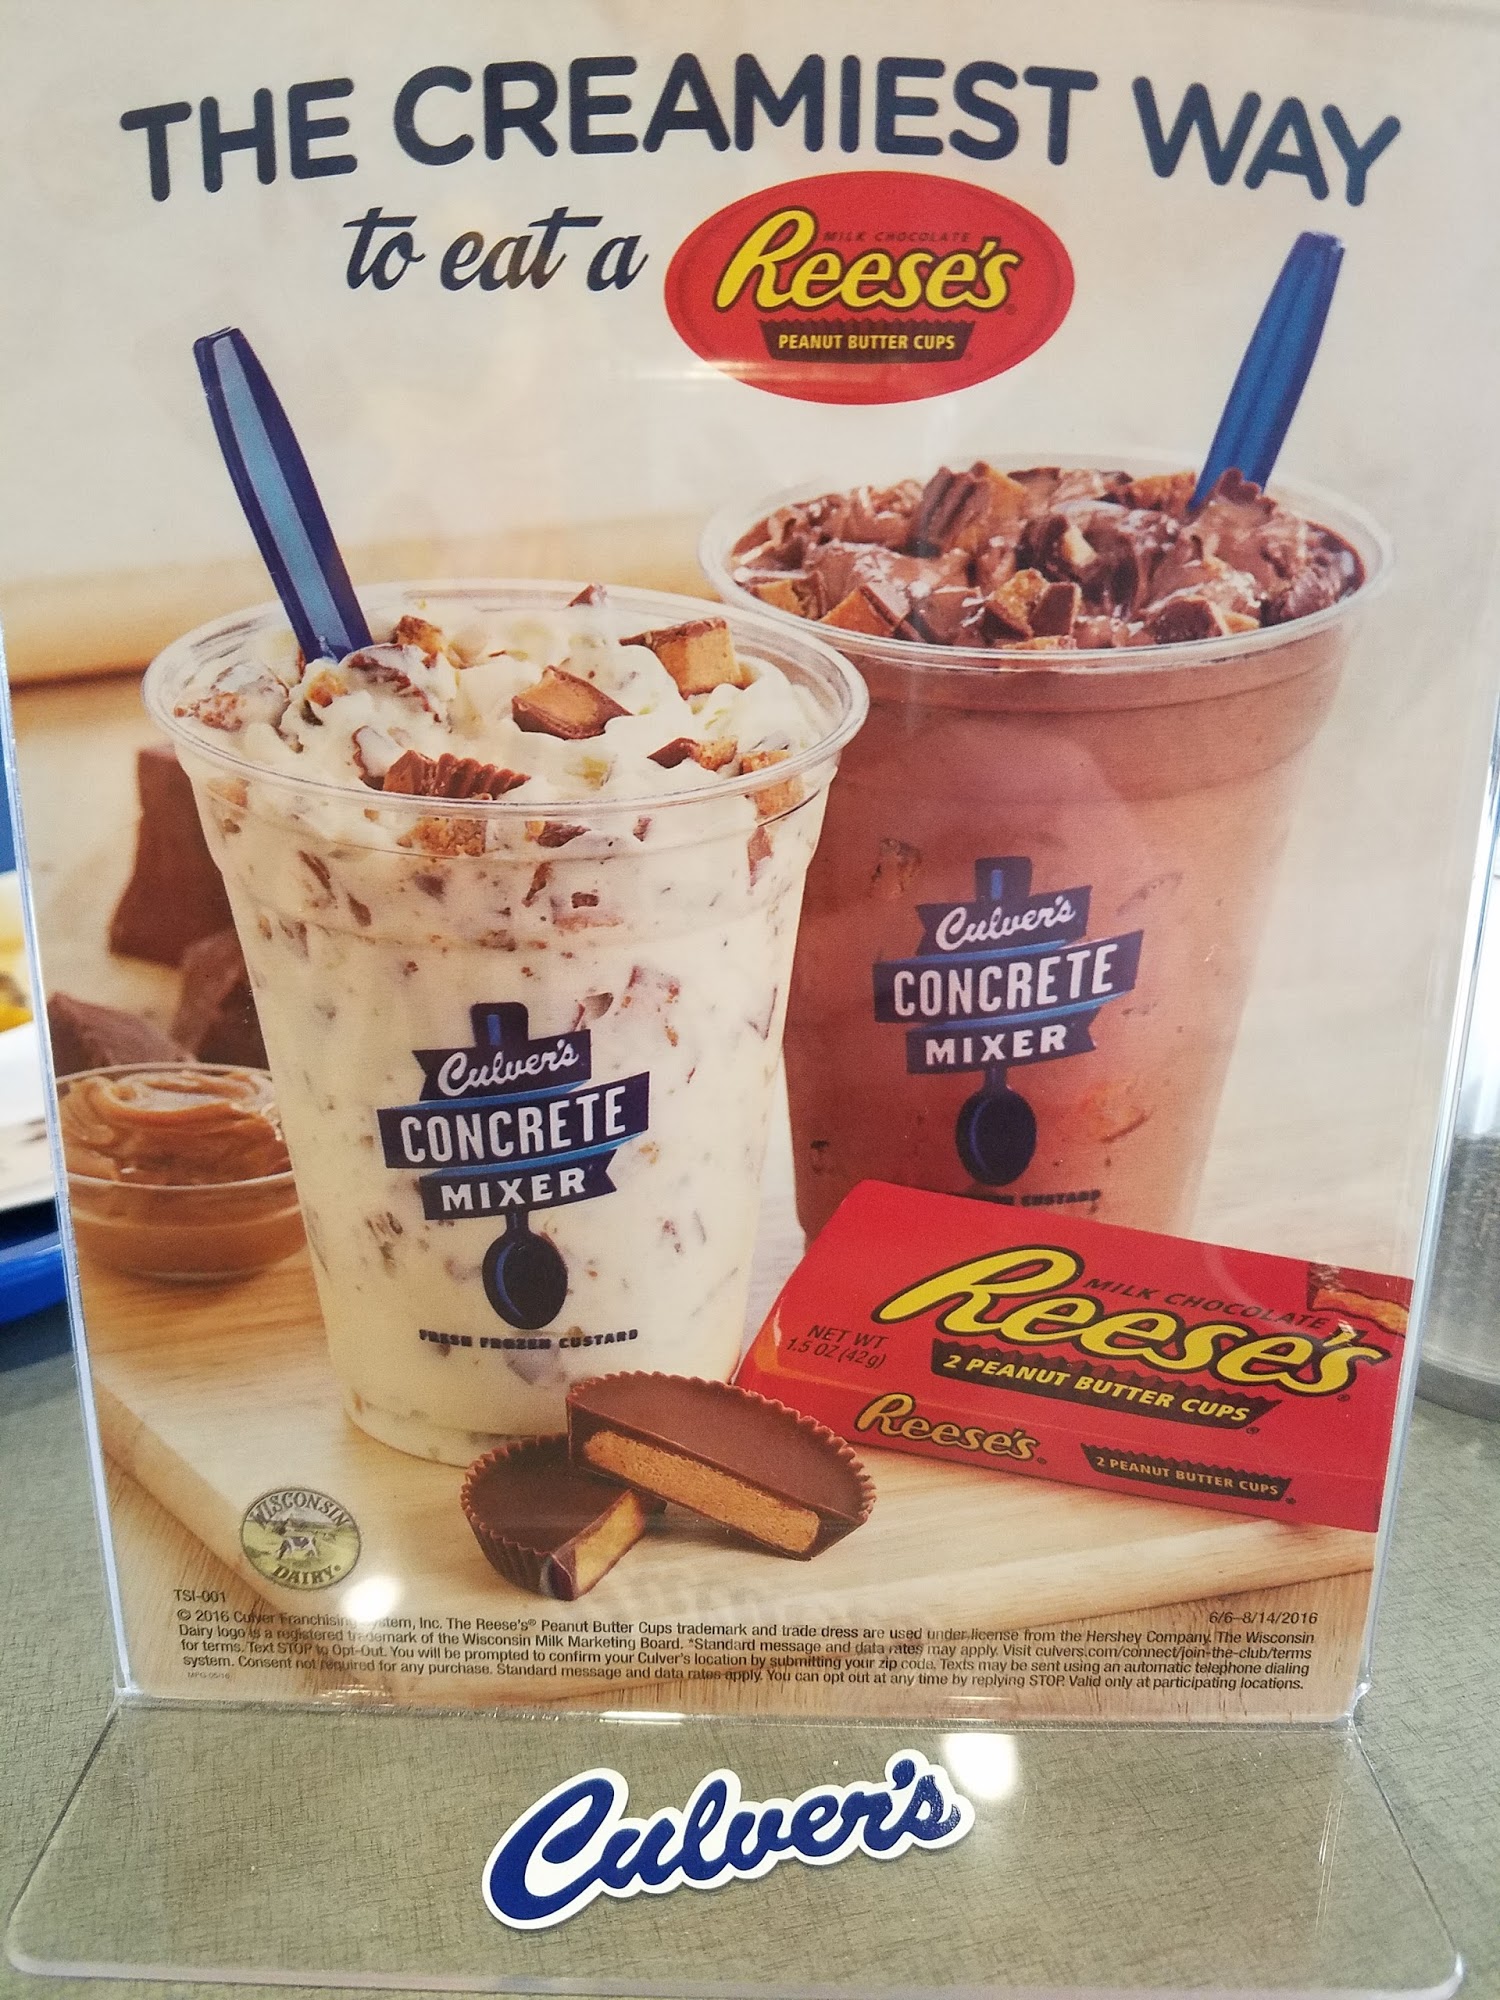 THE CREAMIEST WAY
to eat a
MILK CHOCOLATE
Reese's
PEANUT BUTTER CUPS
Culver's
CONCRETE
MIXER
FRESH FROZEN CUSTARD
Culver's
CONCRETE
MIXER
CUSTARD
MILK CHOCOLATE
Reese's
2 PEANUT BUTTER CUPS
NET WT
1.5 OZ (42g)
Reese's
2 PEANUT BUTTER CUPS
WISCONSIN
DAIRY
TSI-001
6/6–8/14/2016
© 2016 Culver Franchising System, Inc. The Reese's® Peanut Butter Cups trademark and trade dress are used under license from the Hershey Company. The Wisconsin
Dairy logo is a registered trademark of the Wisconsin Milk Marketing Board. *Standard message and data rates may apply. Visit culvers.com/connect/join-the-club/terms
for terms. Text STOP to Opt-Out. You will be prompted to confirm your Culver's location by submitting your zip code. Texts may be sent using an automatic telephone dialing
system. Consent not required for any purchase. Standard message and data rates apply. You can opt out at any time by replying STOP. Valid only at participating locations.
Culver's